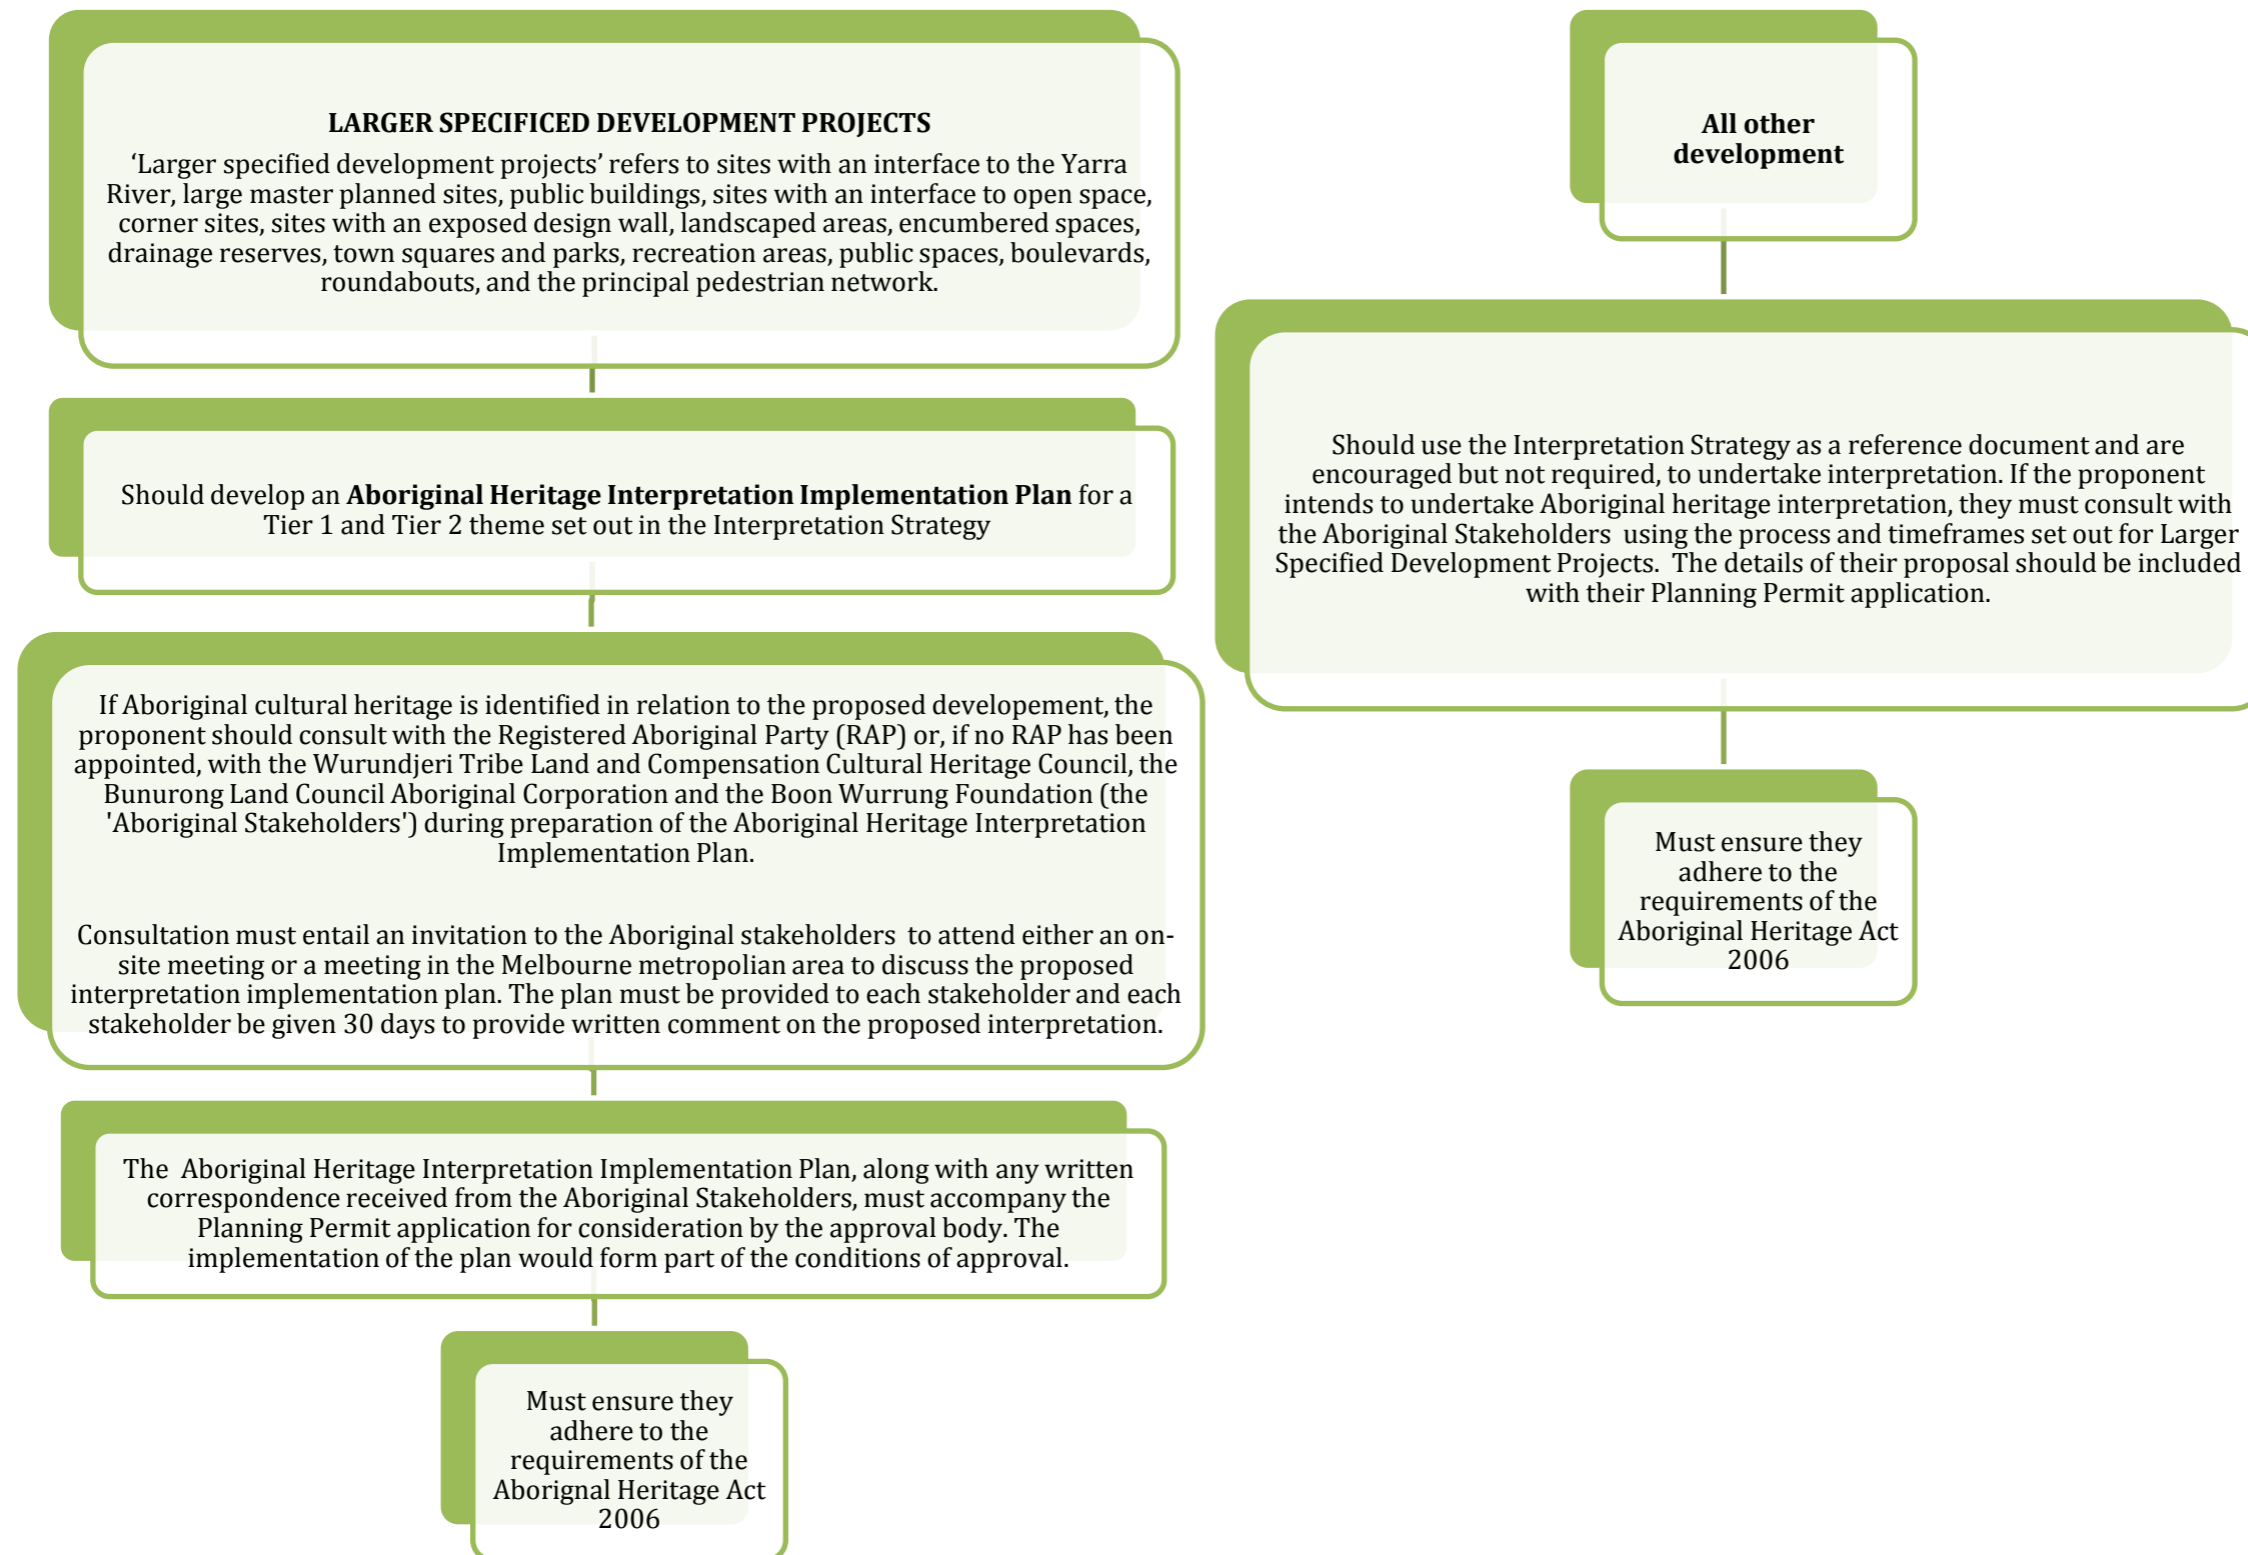 LARGER SPECIFICED DEVELOPMENT PROJECTS
‘Larger specified development projects’ refers to sites with an interface to the Yarra
River, large master planned sites, public buildings, sites with an interface to open space,
corner sites, sites with an exposed design wall, landscaped areas, encumbered spaces,
drainage reserves, town squares and parks, recreation areas, public spaces, boulevards,
roundabouts, and the principal pedestrian network.
Should develop an Aboriginal Heritage Interpretation Implementation Plan for a
Tier 1 and Tier 2 theme set out in the Interpretation Strategy
If Aboriginal cultural heritage is identified in relation to the proposed developement, the
proponent should consult with the Registered Aboriginal Party (RAP) or, if no RAP has been
appointed, with the Wurundjeri Tribe Land and Compensation Cultural Heritage Council, the
Bunurong Land Council Aboriginal Corporation and the Boon Wurrung Foundation (the
'Aboriginal Stakeholders') during preparation of the Aboriginal Heritage Interpretation
Implementation Plan.
Consultation must entail an invitation to the Aboriginal stakeholders to attend either an on-
site meeting or a meeting in the Melbourne metropolian area to discuss the proposed
interpretation implementation plan. The plan must be provided to each stakeholder and each
stakeholder be given 30 days to provide written comment on the proposed interpretation.
The Aboriginal Heritage Interpretation Implementation Plan, along with any written
correspondence received from the Aboriginal Stakeholders, must accompany the
Planning Permit application for consideration by the approval body. The
implementation of the plan would form part of the conditions of approval.
Must ensure they
adhere to the
requirements of the
Aborignal Heritage Act
2006
All other
development
Should use the Interpretation Strategy as a reference document and are
encouraged but not required, to undertake interpretation. If the proponent
intends to undertake Aboriginal heritage interpretation, they must consult with
the Aboriginal Stakeholders using the process and timeframes set out for Larger
Specified Development Projects. The details of their proposal should be included
with their Planning Permit application.
Must ensure they
adhere to the
requirements of the
Aboriginal Heritage Act
2006